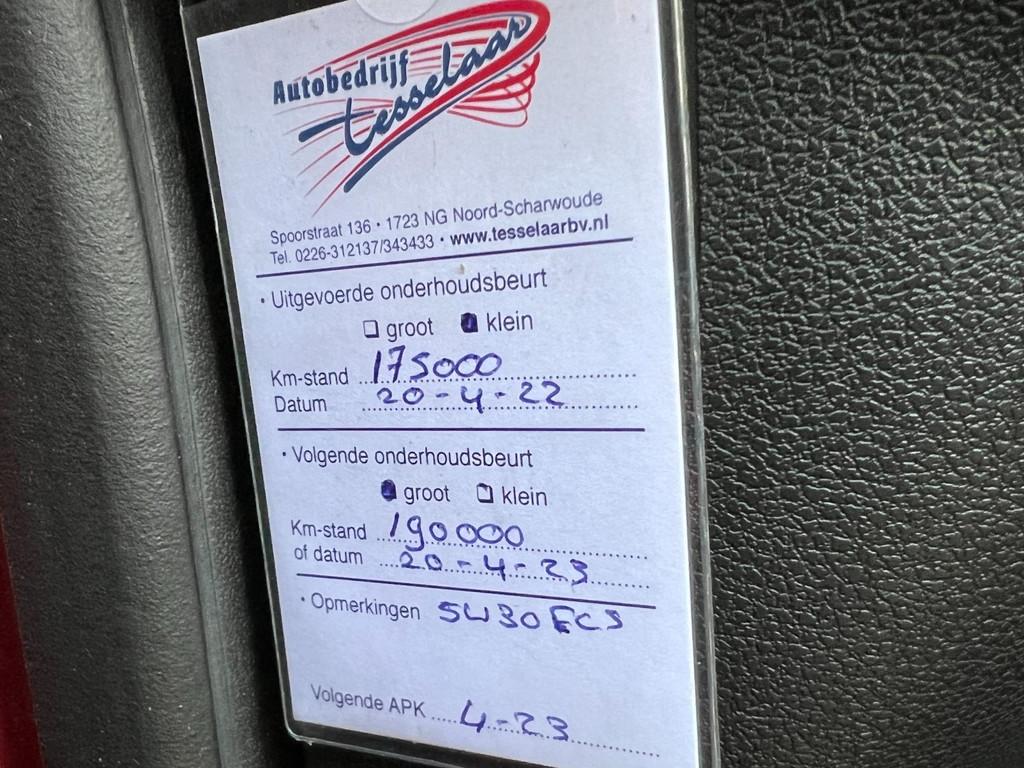 Autobedrijf
Tesselaar
Spoorstraat 136 • 1723 NG Noord-Scharwoude
Tel. 0226-312137/343433 • www.tesselaarbv.nl
• Uitgevoerde onderhoudsbeurt
groot klein
Km-stand 175000
Datum 20-4-22
• Volgende onderhoudsbeurt
groot klein
Km-stand 190000
of datum 20-4-23
• Opmerkingen 5W30 EC3
Volgende APK 4-23